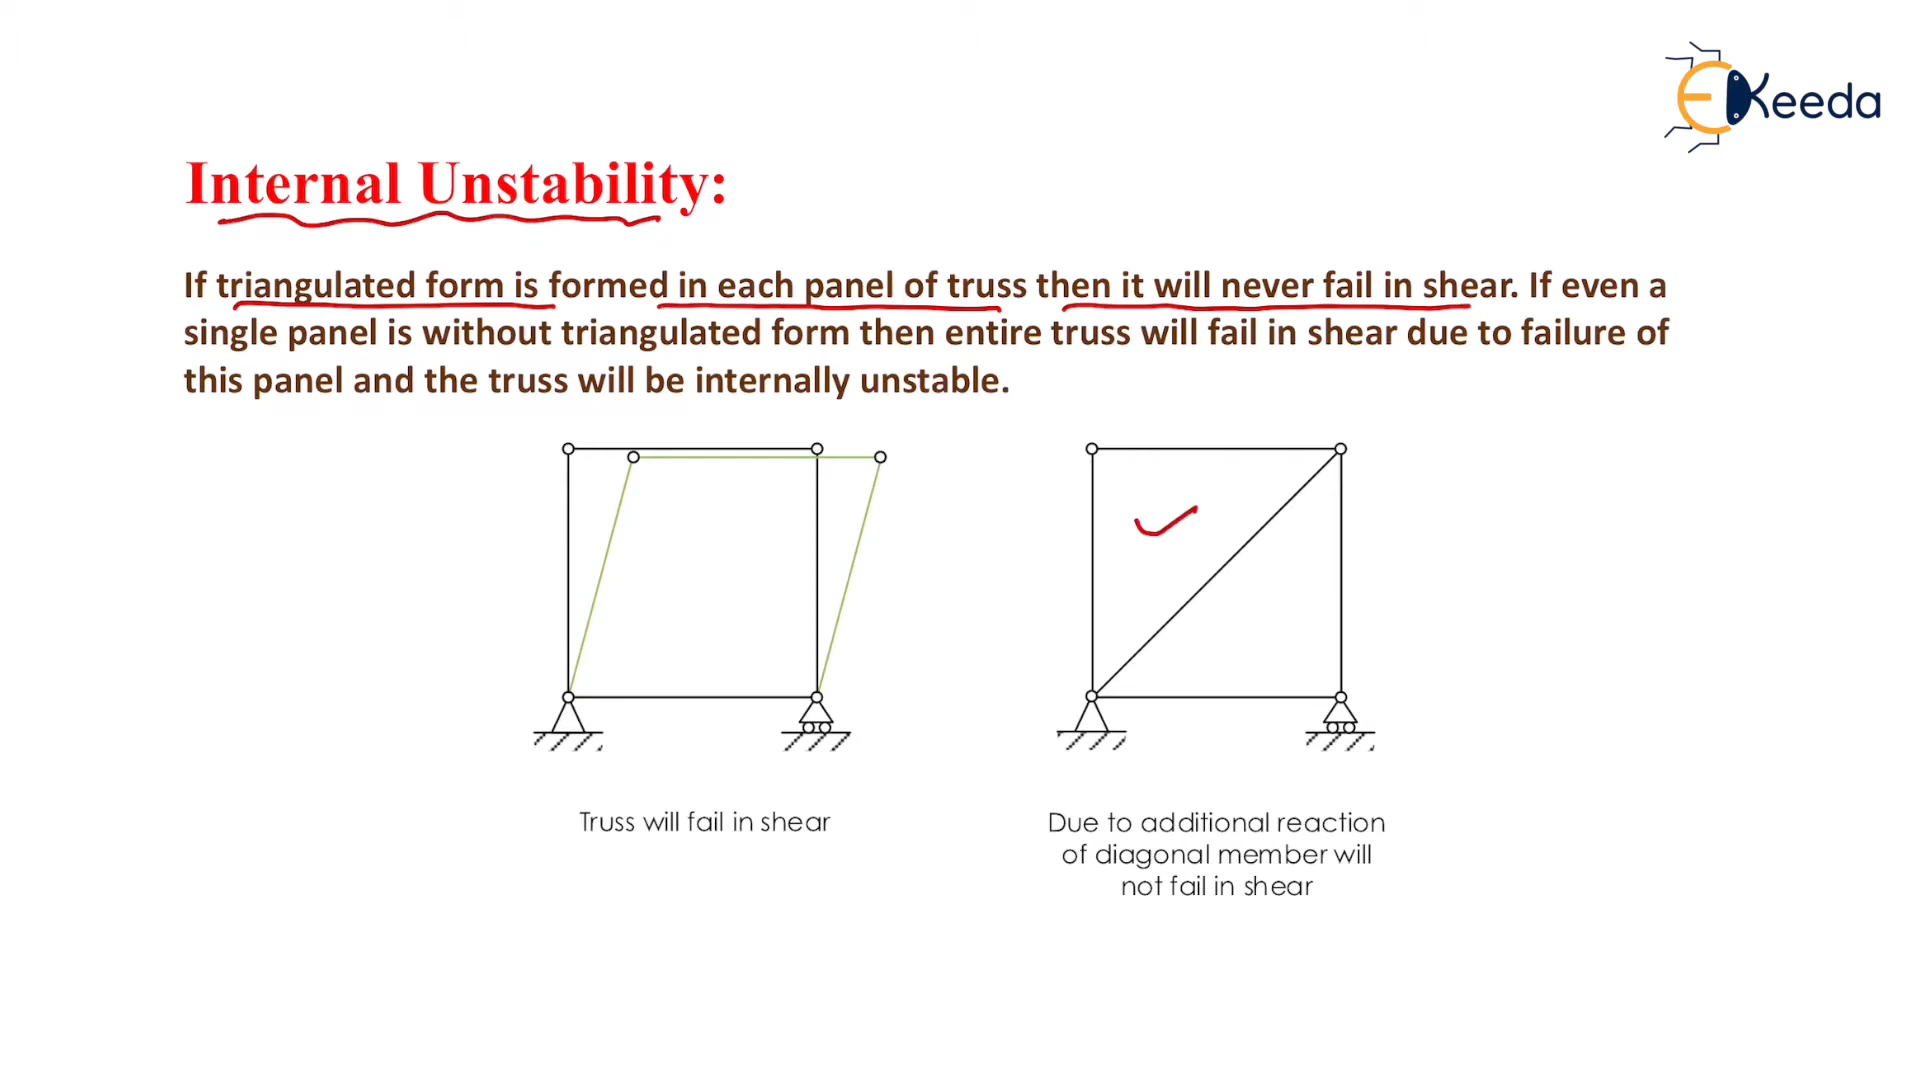 EKeeda
Internal Unstability:
If triangulated form is formed in each panel of truss then it will never fail in shear. If even a
single panel is without triangulated form then entire truss will fail in shear due to failure of
this panel and the truss will be internally unstable.
Truss will fail in shear
Due to additional reaction
of diagonal member will
not fail in shear